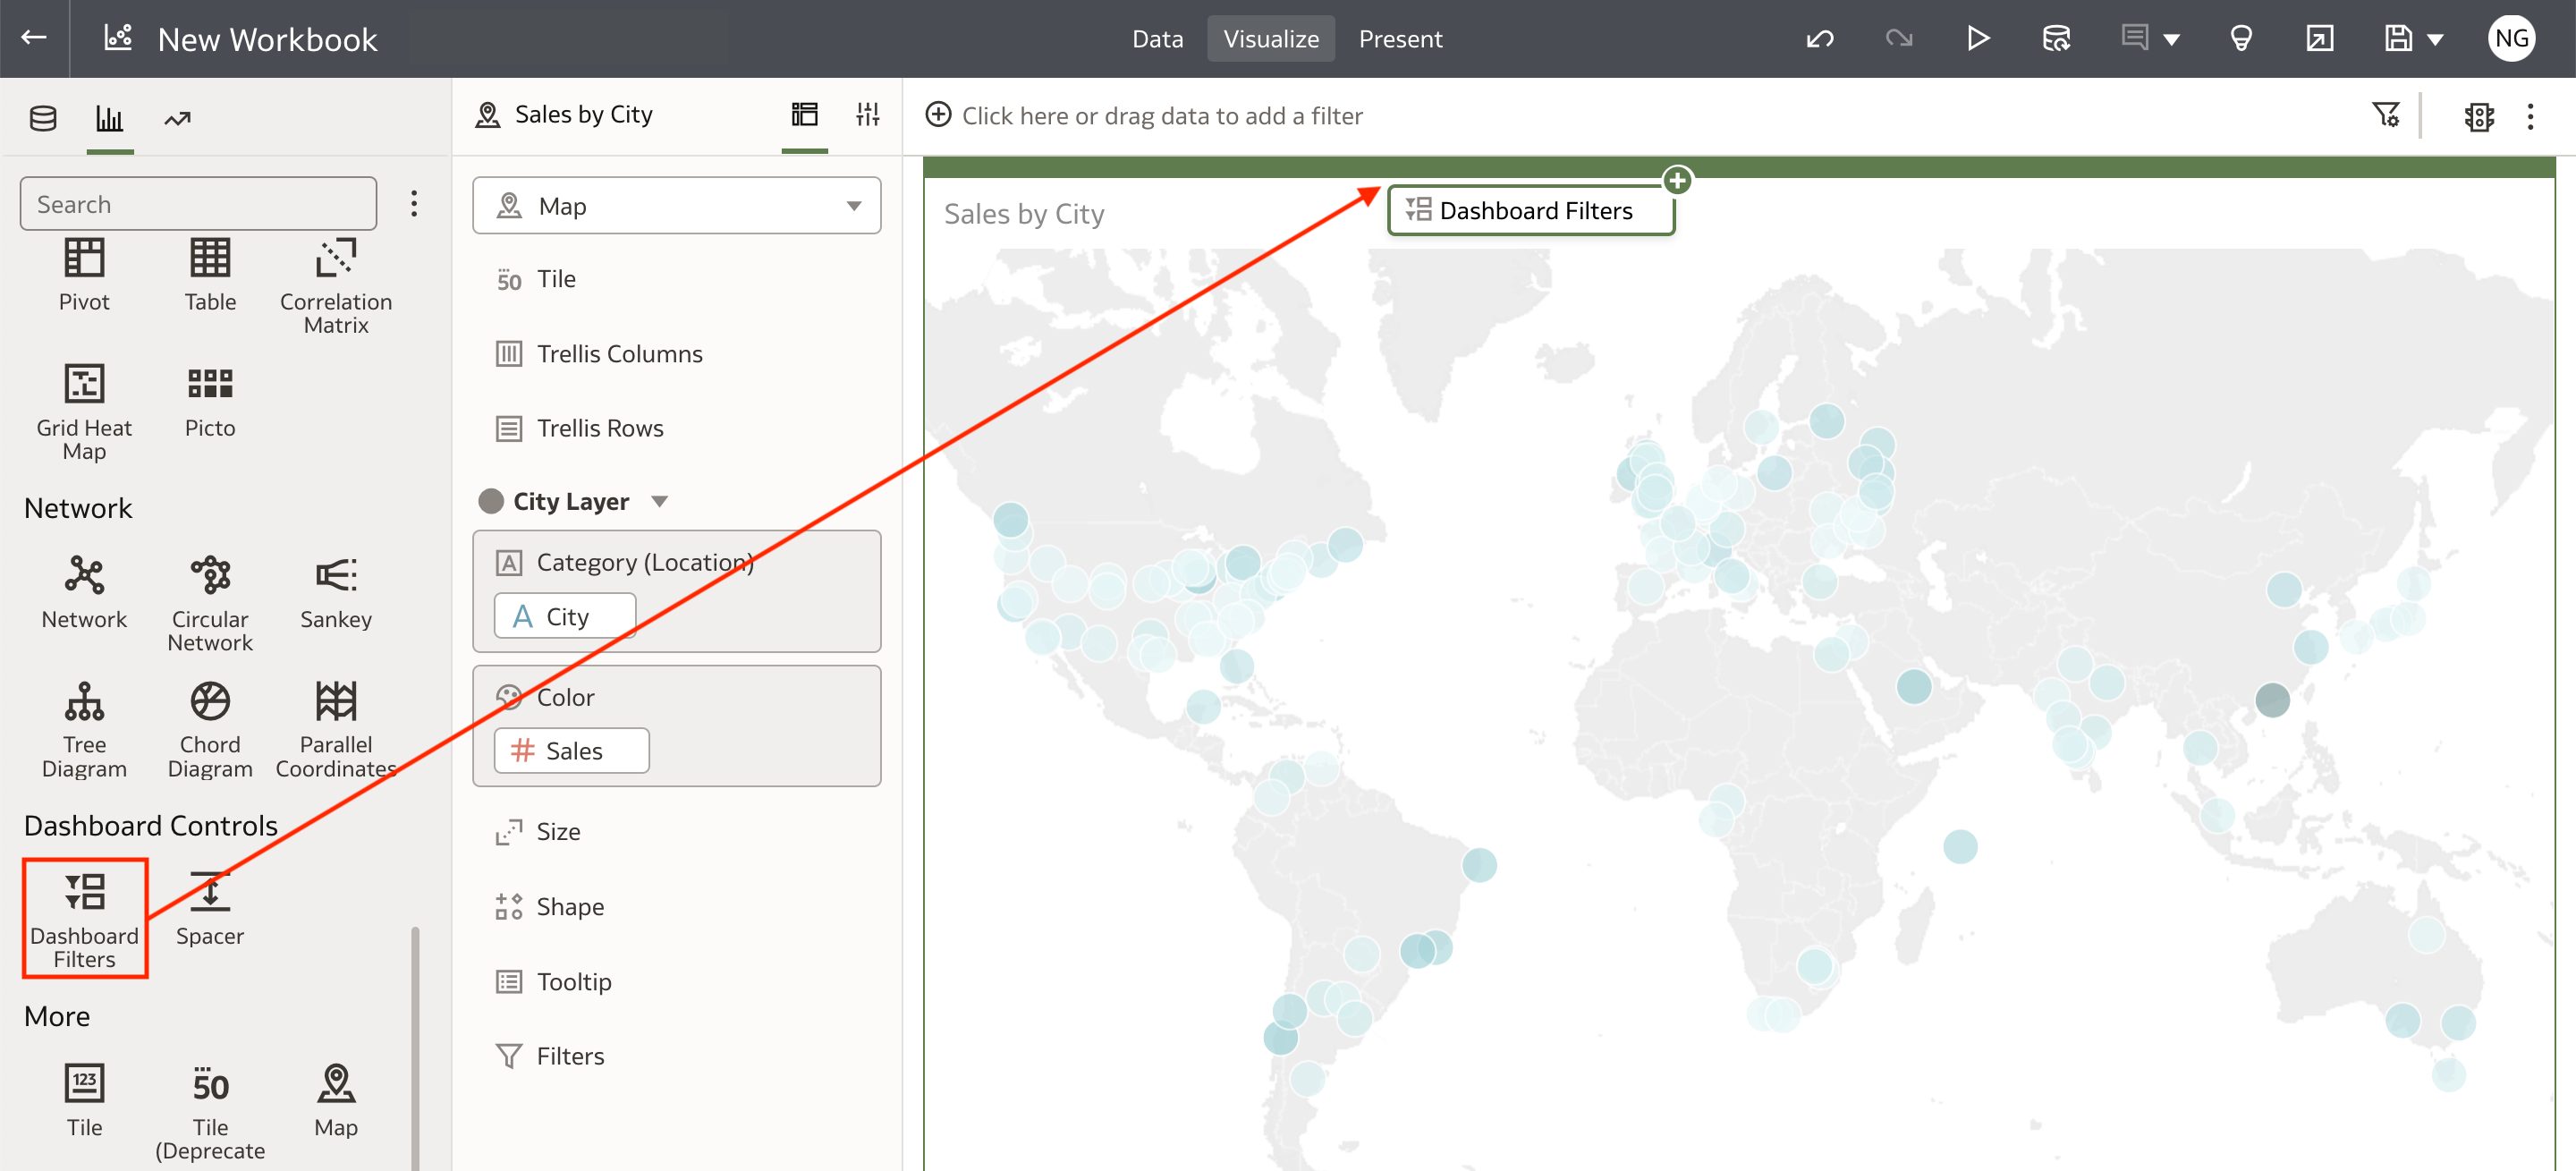 New Workbook
Data
Visualize
Present
NG
Search
Pivot
Table
Correlation
Matrix
Grid Heat
Map
Picto
Network
Network
Circular
Network
Sankey
Tree
Diagram
Chord
Diagram
Parallel
Coordinates
Dashboard Controls
Dashboard
Filters
Spacer
More
123
Tile
50
Tile
(Deprecate
Map
Sales by City
Map
50
Tile
Trellis Columns
Trellis Rows
City Layer
A
Category (Location)
A City
Color
# Sales
Size
Shape
Tooltip
Filters
Click here or drag data to add a filter
Sales by City
Dashboard Filters